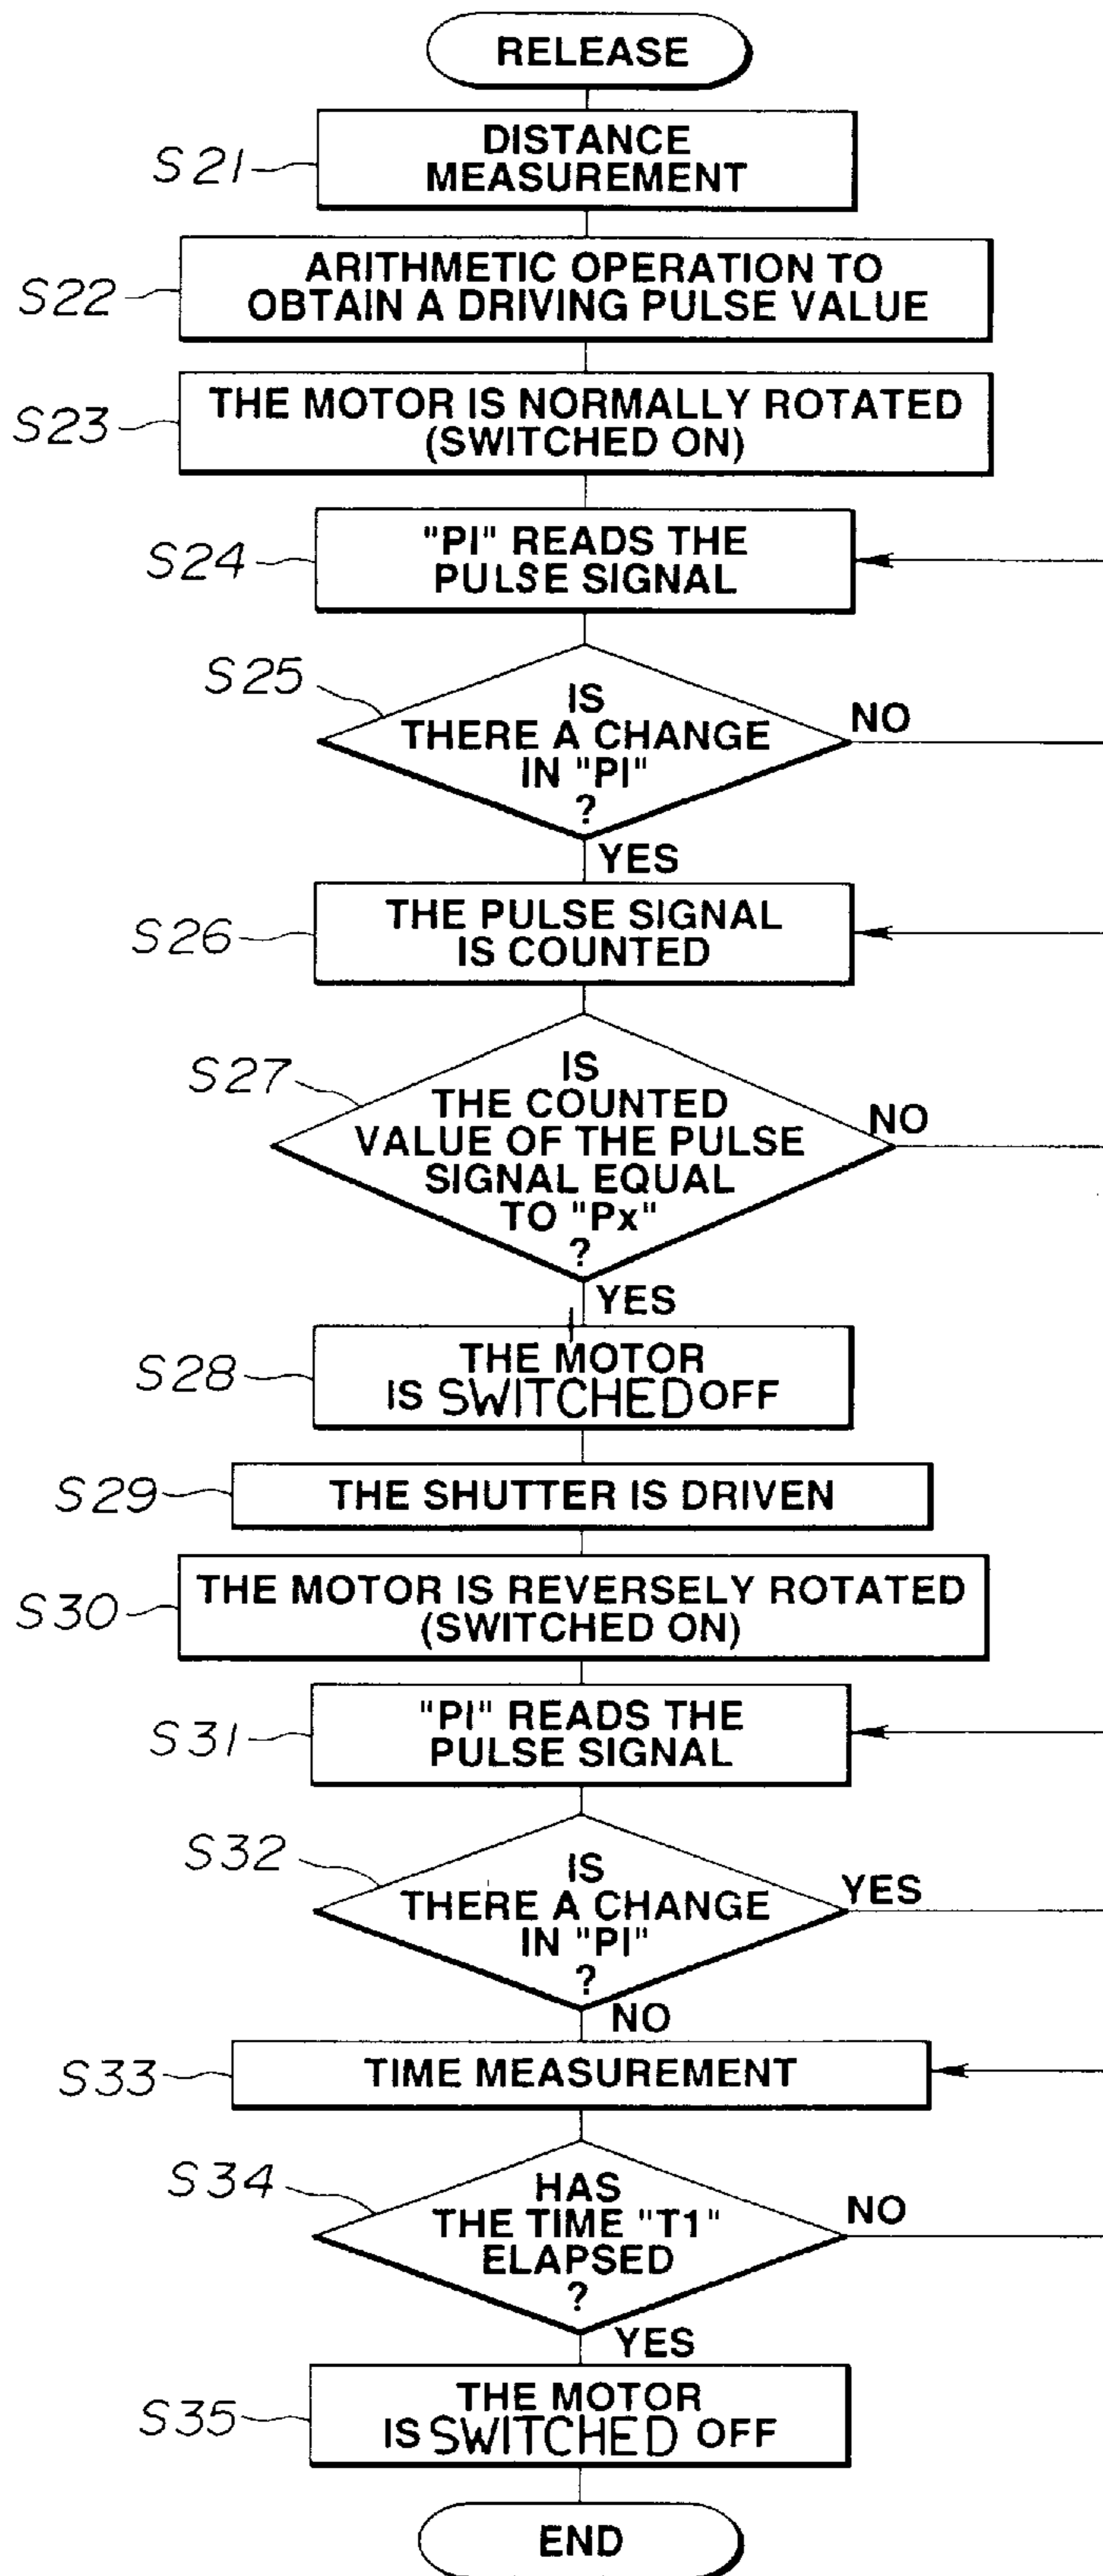 RELEASE
S21
DISTANCE
MEASUREMENT
S22
ARITHMETIC OPERATION TO
OBTAIN A DRIVING PULSE VALUE
S23
THE MOTOR IS NORMALLY ROTATED
(SWITCHED ON)
S24
"PI" READS THE
PULSE SIGNAL
S25
IS
THERE A CHANGE
IN "PI"
?
NO
YES
S26
THE PULSE SIGNAL
IS COUNTED
S27
IS
THE COUNTED
VALUE OF THE PULSE
SIGNAL EQUAL
TO "Px"
?
NO
YES
S28
THE MOTOR
IS SWITCHED OFF
S29
THE SHUTTER IS DRIVEN
S30
THE MOTOR IS REVERSELY ROTATED
(SWITCHED ON)
S31
"PI" READS THE
PULSE SIGNAL
S32
IS
THERE A CHANGE
IN "PI"
?
YES
NO
S33
TIME MEASUREMENT
S34
HAS
THE TIME "T1"
ELAPSED
?
NO
YES
S35
THE MOTOR
IS SWITCHED OFF
END